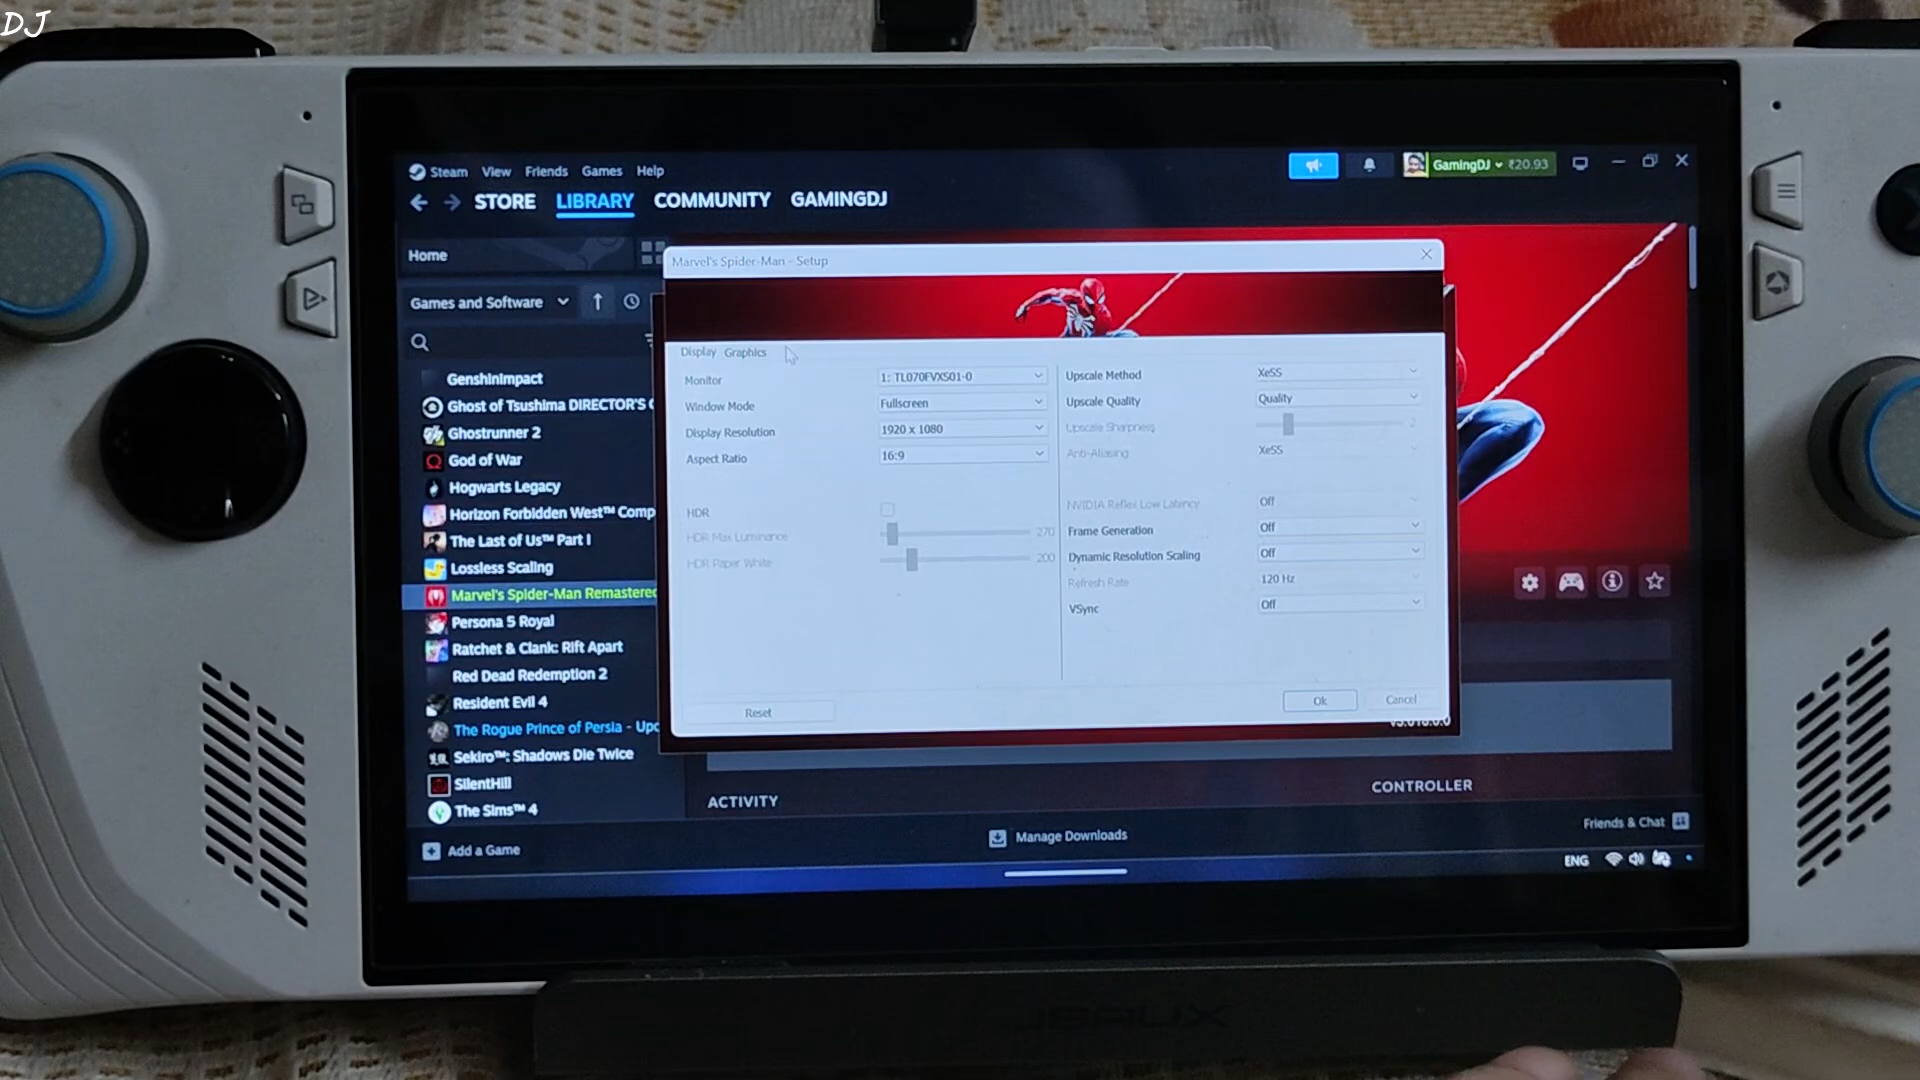 DJ
Steam View Friends Games Help
GamingDJ ₹20.93
STORE LIBRARY COMMUNITY GAMINGDJ
Home
Games and Software
GenshinImpact
Ghost of Tsushima DIRECTOR'S C
Ghostrunner 2
God of War
Hogwarts Legacy
Horizon Forbidden West™ Comp
The Last of Us™ Part I
Lossless Scaling
Marvel's Spider-Man Remastered
Persona 5 Royal
Ratchet & Clank: Rift Apart
Red Dead Redemption 2
Resident Evil 4
The Rogue Prince of Persia - Upd
Sekiro™: Shadows Die Twice
SilentHill
The Sims™ 4
Add a Game
Marvel's Spider-Man - Setup
Display Graphics
Monitor 1: TL070FVXS01-0
Window Mode Fullscreen
Display Resolution 1920 x 1080
Aspect Ratio 16:9
HDR
HDR Max Luminance 270
HDR Paper White 200
Upscale Method XeSS
Upscale Quality Quality
Upscale Sharpness 2
Anti-Aliasing XeSS
NVIDIA Reflex Low Latency Off
Frame Generation Off
Dynamic Resolution Scaling Off
Refresh Rate 120 Hz
VSync Off
Reset
Ok
Cancel
ACTIVITY
CONTROLLER
Manage Downloads
Friends & Chat
ENG
JSAUX